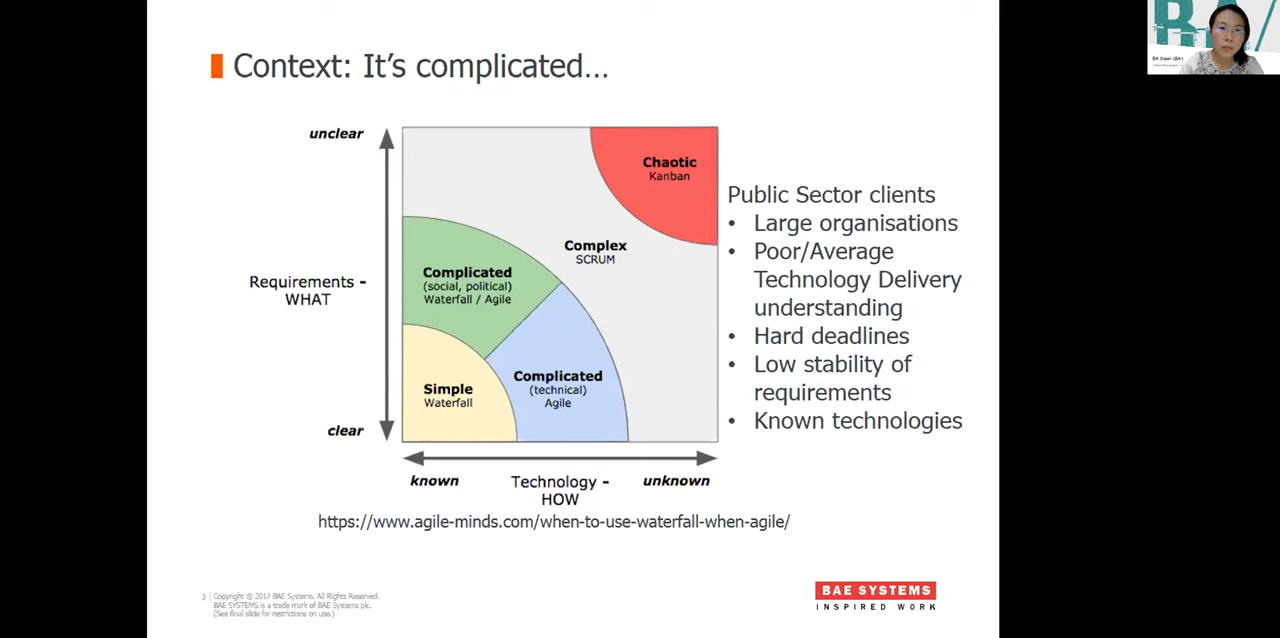 Context: It's complicated...
unclear
Chaotic
Kanban
Public Sector clients
• Large organisations
• Poor/Average
Technology Delivery
understanding
• Hard deadlines
• Low stability of
requirements
• Known technologies
Complex
SCRUM
Requirements -
WHAT
Complicated
(social, political)
Waterfall / Agile
Complicated
(technical)
Agile
Simple
Waterfall
clear
known
Technology -
HOW
unknown
https://www.agile-minds.com/when-to-use-waterfall-when-agile/
3
Copyright © 2017 BAE Systems. All Rights Reserved.
BAE SYSTEMS is a trade mark of BAE Systems plc.
(See final slide for restrictions on use.)
BAE SYSTEMS
INSPIRED WORK